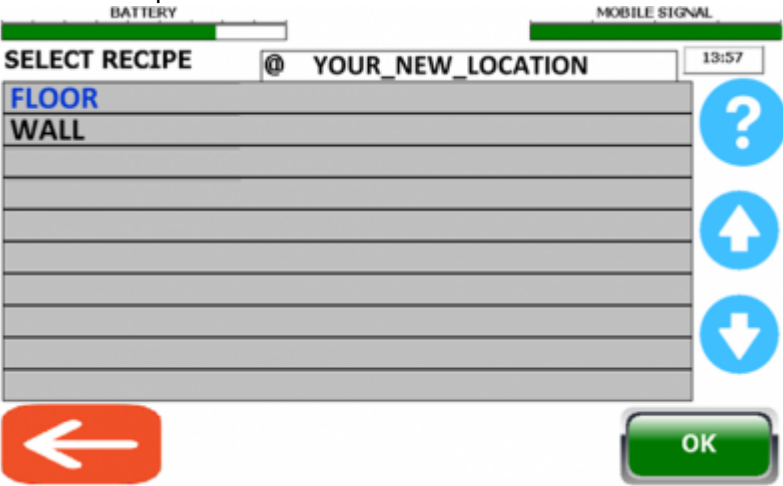 BATTERY
MOBILE SIGNAL
SELECT RECIPE
@ YOUR_NEW_LOCATION
13:57
FLOOR
WALL
?
OK